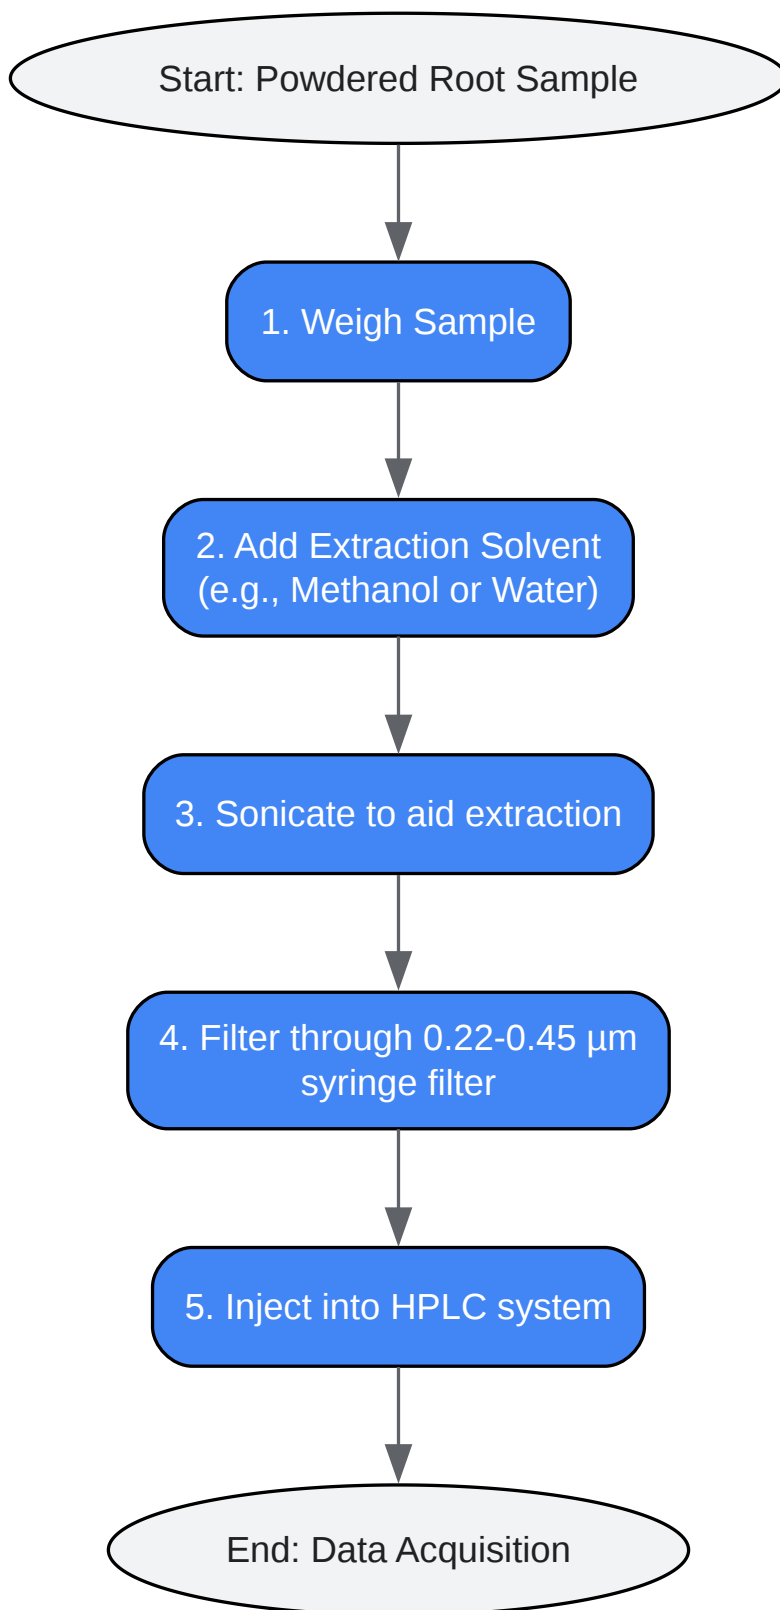 Start: Powdered Root Sample
1. Weigh Sample
2. Add Extraction Solvent
(e.g., Methanol or Water)
3. Sonicate to aid extraction
4. Filter through 0.22-0.45 µm
syringe filter
5. Inject into HPLC system
End: Data Acquisition